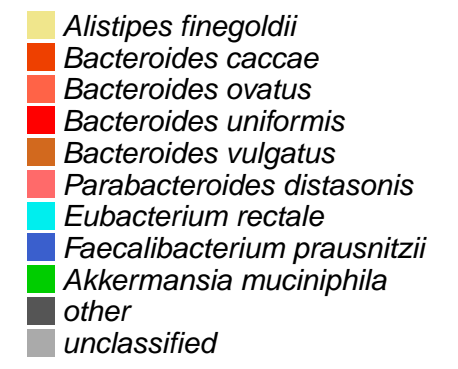 Alistipes finegoldii
Bacteroides caccae
Bacteroides ovatus
Bacteroides uniformis
Bacteroides vulgatus
Parabacteroides distasonis
Eubacterium rectale
Faecalibacterium prausnitzii
Akkermansia muciniphila
other
unclassified